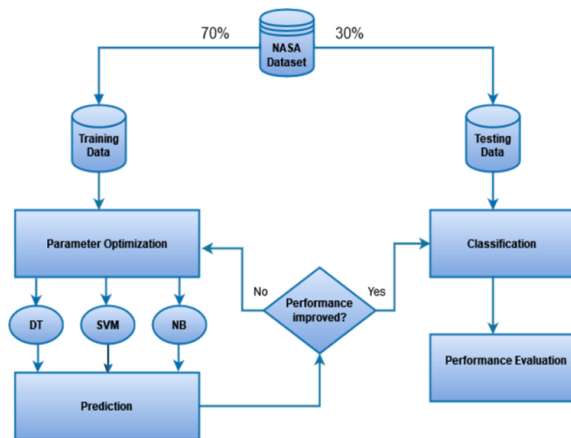 70%
30%
NASA
Dataset
Training
Data
Testing
Data
Parameter Optimization
Classification
No
Performance
improved?
Yes
DT
SVM
NB
Performance Evaluation
Prediction